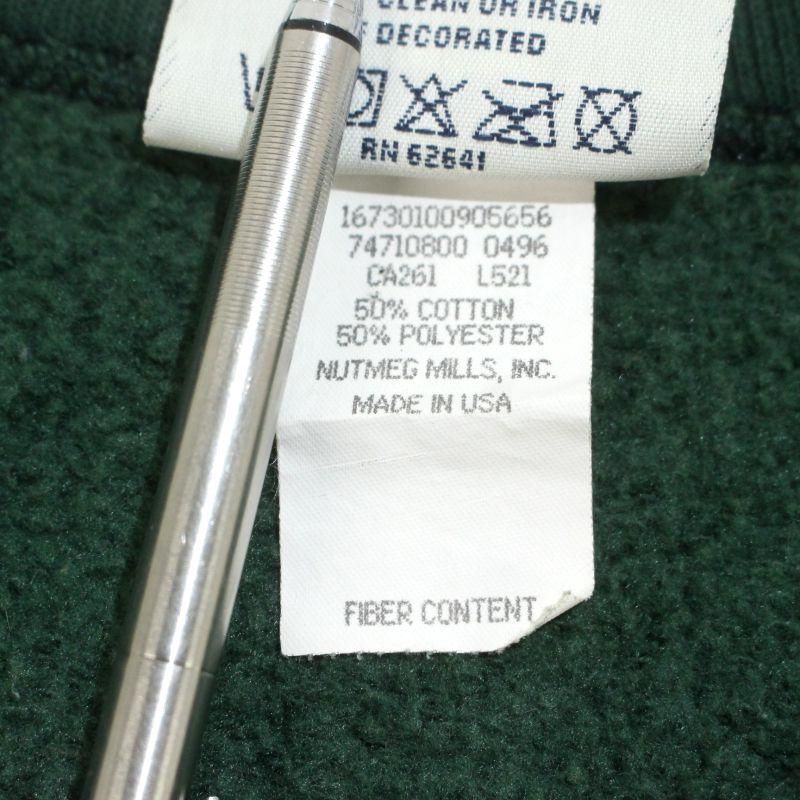 CLEAN OR IRON
DECORATED
RN 62641
16730100905656
74710800 0496
CA261 L521
50% COTTON
50% POLYESTER
NUTMEG MILLS, INC.
MADE IN USA
FIBER CONTENT